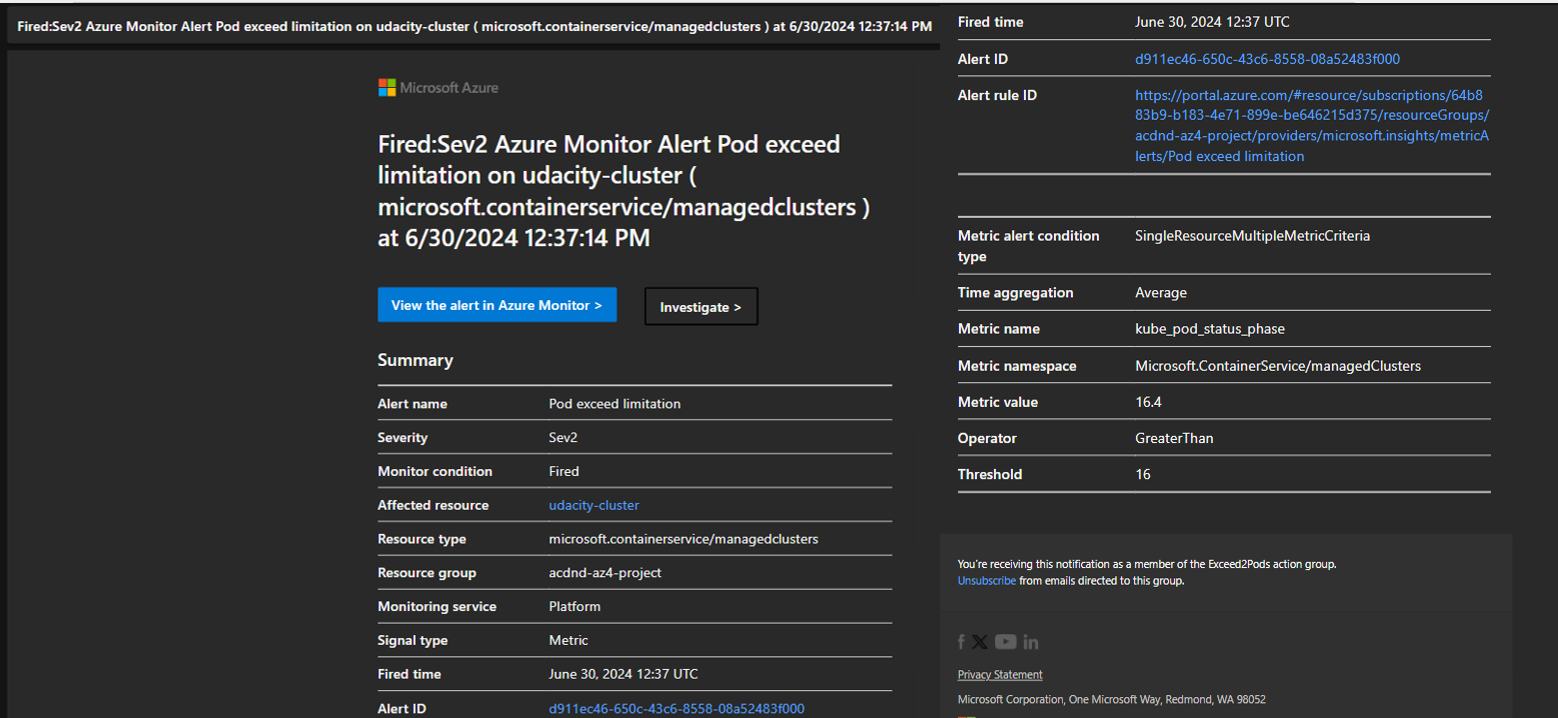 Fired:Sev2 Azure Monitor Alert Pod exceed limitation on udacity-cluster ( microsoft.containerservice/managedclusters ) at 6/30/2024 12:37:14 PM
Microsoft Azure
Fired:Sev2 Azure Monitor Alert Pod exceed
limitation on udacity-cluster (
microsoft.containerservice/managedclusters )
at 6/30/2024 12:37:14 PM
View the alert in Azure Monitor >
Investigate >
Summary
Alert name Pod exceed limitation
Severity Sev2
Monitor condition Fired
Affected resource udacity-cluster
Resource type microsoft.containerservice/managedclusters
Resource group acdnd-az4-project
Monitoring service Platform
Signal type Metric
Fired time June 30, 2024 12:37 UTC
Alert ID d911ec46-650c-43c6-8558-08a52483f000
Fired time June 30, 2024 12:37 UTC
Alert ID d911ec46-650c-43c6-8558-08a52483f000
Alert rule ID https://portal.azure.com/#resource/subscriptions/64b8
83b9-b183-4e71-899e-be646215d375/resourceGroups/
acdnd-az4-project/providers/microsoft.insights/metricA
lerts/Pod exceed limitation
Metric alert condition SingleResourceMultipleMetricCriteria
type
Time aggregation Average
Metric name kube_pod_status_phase
Metric namespace Microsoft.ContainerService/managedClusters
Metric value 16.4
Operator GreaterThan
Threshold 16
You're receiving this notification as a member of the Exceed2Pods action group.
Unsubscribe from emails directed to this group.
Privacy Statement
Microsoft Corporation, One Microsoft Way, Redmond, WA 98052